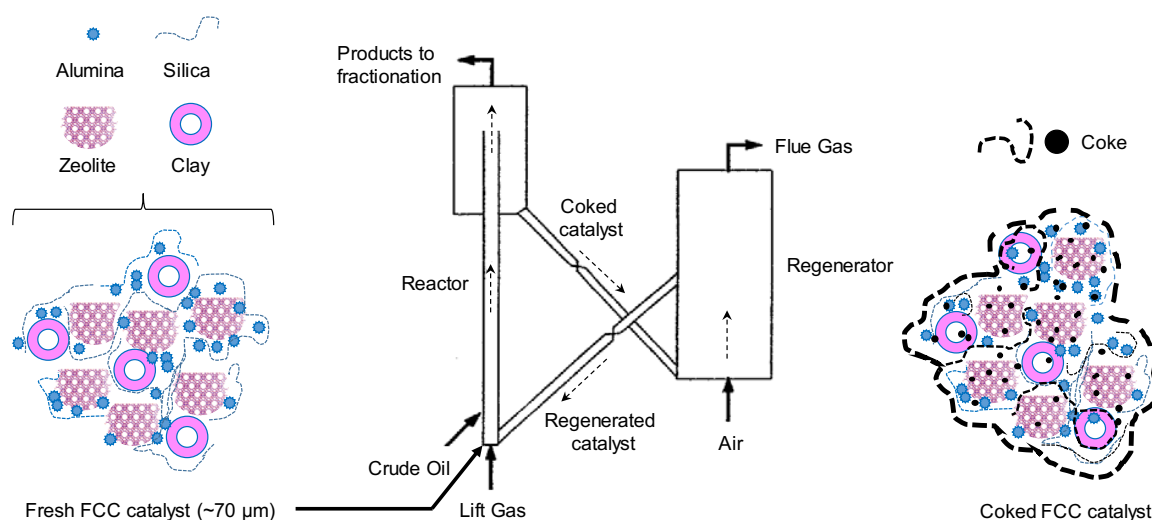 Alumina
Silica
Zeolite
Clay
Fresh FCC catalyst (~70 µm)
Products to
fractionation
Reactor
Coked
catalyst
Regenerated
catalyst
Crude Oil
Lift Gas
Flue Gas
Regenerator
Air
Coke
Coked FCC catalyst